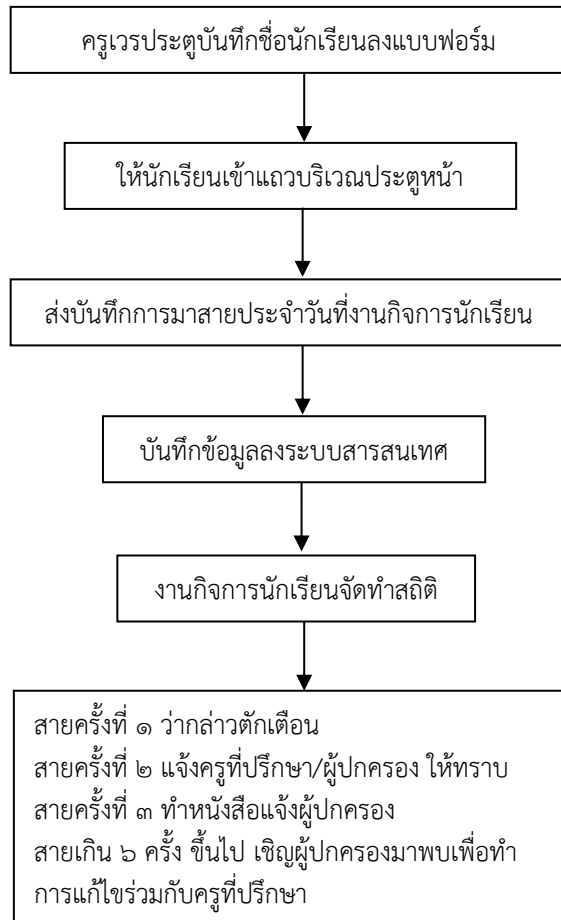 ครูเวรประตูบันทึกชื่อนักเรียนลงแบบฟอร์ม
ให้นักเรียนเข้าแถวบริเวณประตูหน้า
ส่งบันทึกการมาสายประจำวันที่งานกิจการนักเรียน
บันทึกข้อมูลลงระบบสารสนเทศ
งานกิจการนักเรียนจัดทำสถิติ
สายครั้งที่ ๑ ว่ากล่าวตักเตือน
สายครั้งที่ ๒ แจ้งครูที่ปรึกษา/ผู้ปกครอง ให้ทราบ
สายครั้งที่ ๓ ทำหนังสือแจ้งผู้ปกครอง
สายเกิน ๖ ครั้ง ขึ้นไป เชิญผู้ปกครองมาพบเพื่อทำ
การแก้ไขร่วมกับครูที่ปรึกษา